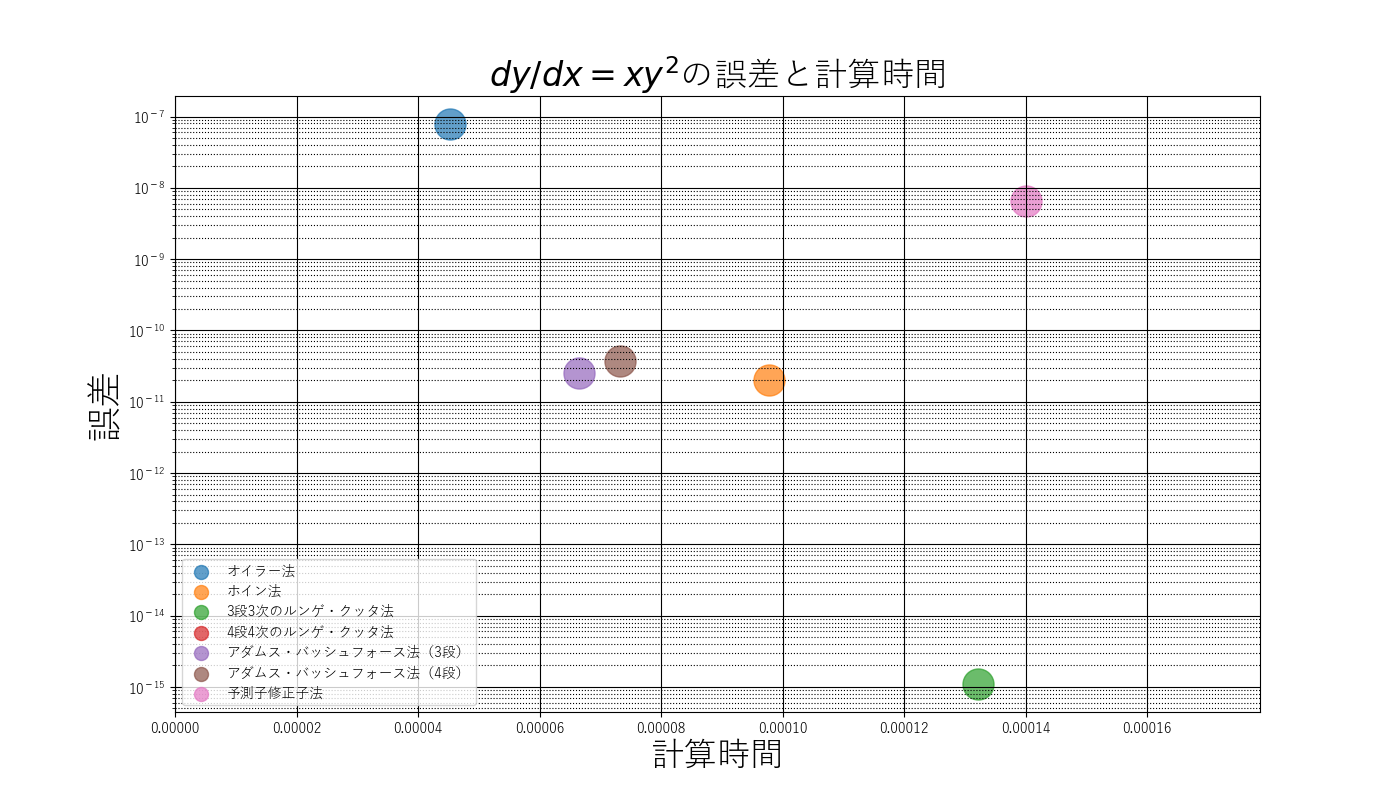 dy/dx = xy²の誤差と計算時間
10⁻⁷
10⁻⁸
10⁻⁹
10⁻¹⁰
10⁻¹¹
10⁻¹²
10⁻¹³
10⁻¹⁴
10⁻¹⁵
誤差
オイラー法
ホイン法
3段3次のルンゲ・クッタ法
4段4次のルンゲ・クッタ法
アダムス・バッシュフォース法（3段）
アダムス・バッシュフォース法（4段）
予測子修正子法
0.00000 0.00002 0.00004 0.00006 0.00008 0.00010 0.00012 0.00014 0.00016
計算時間